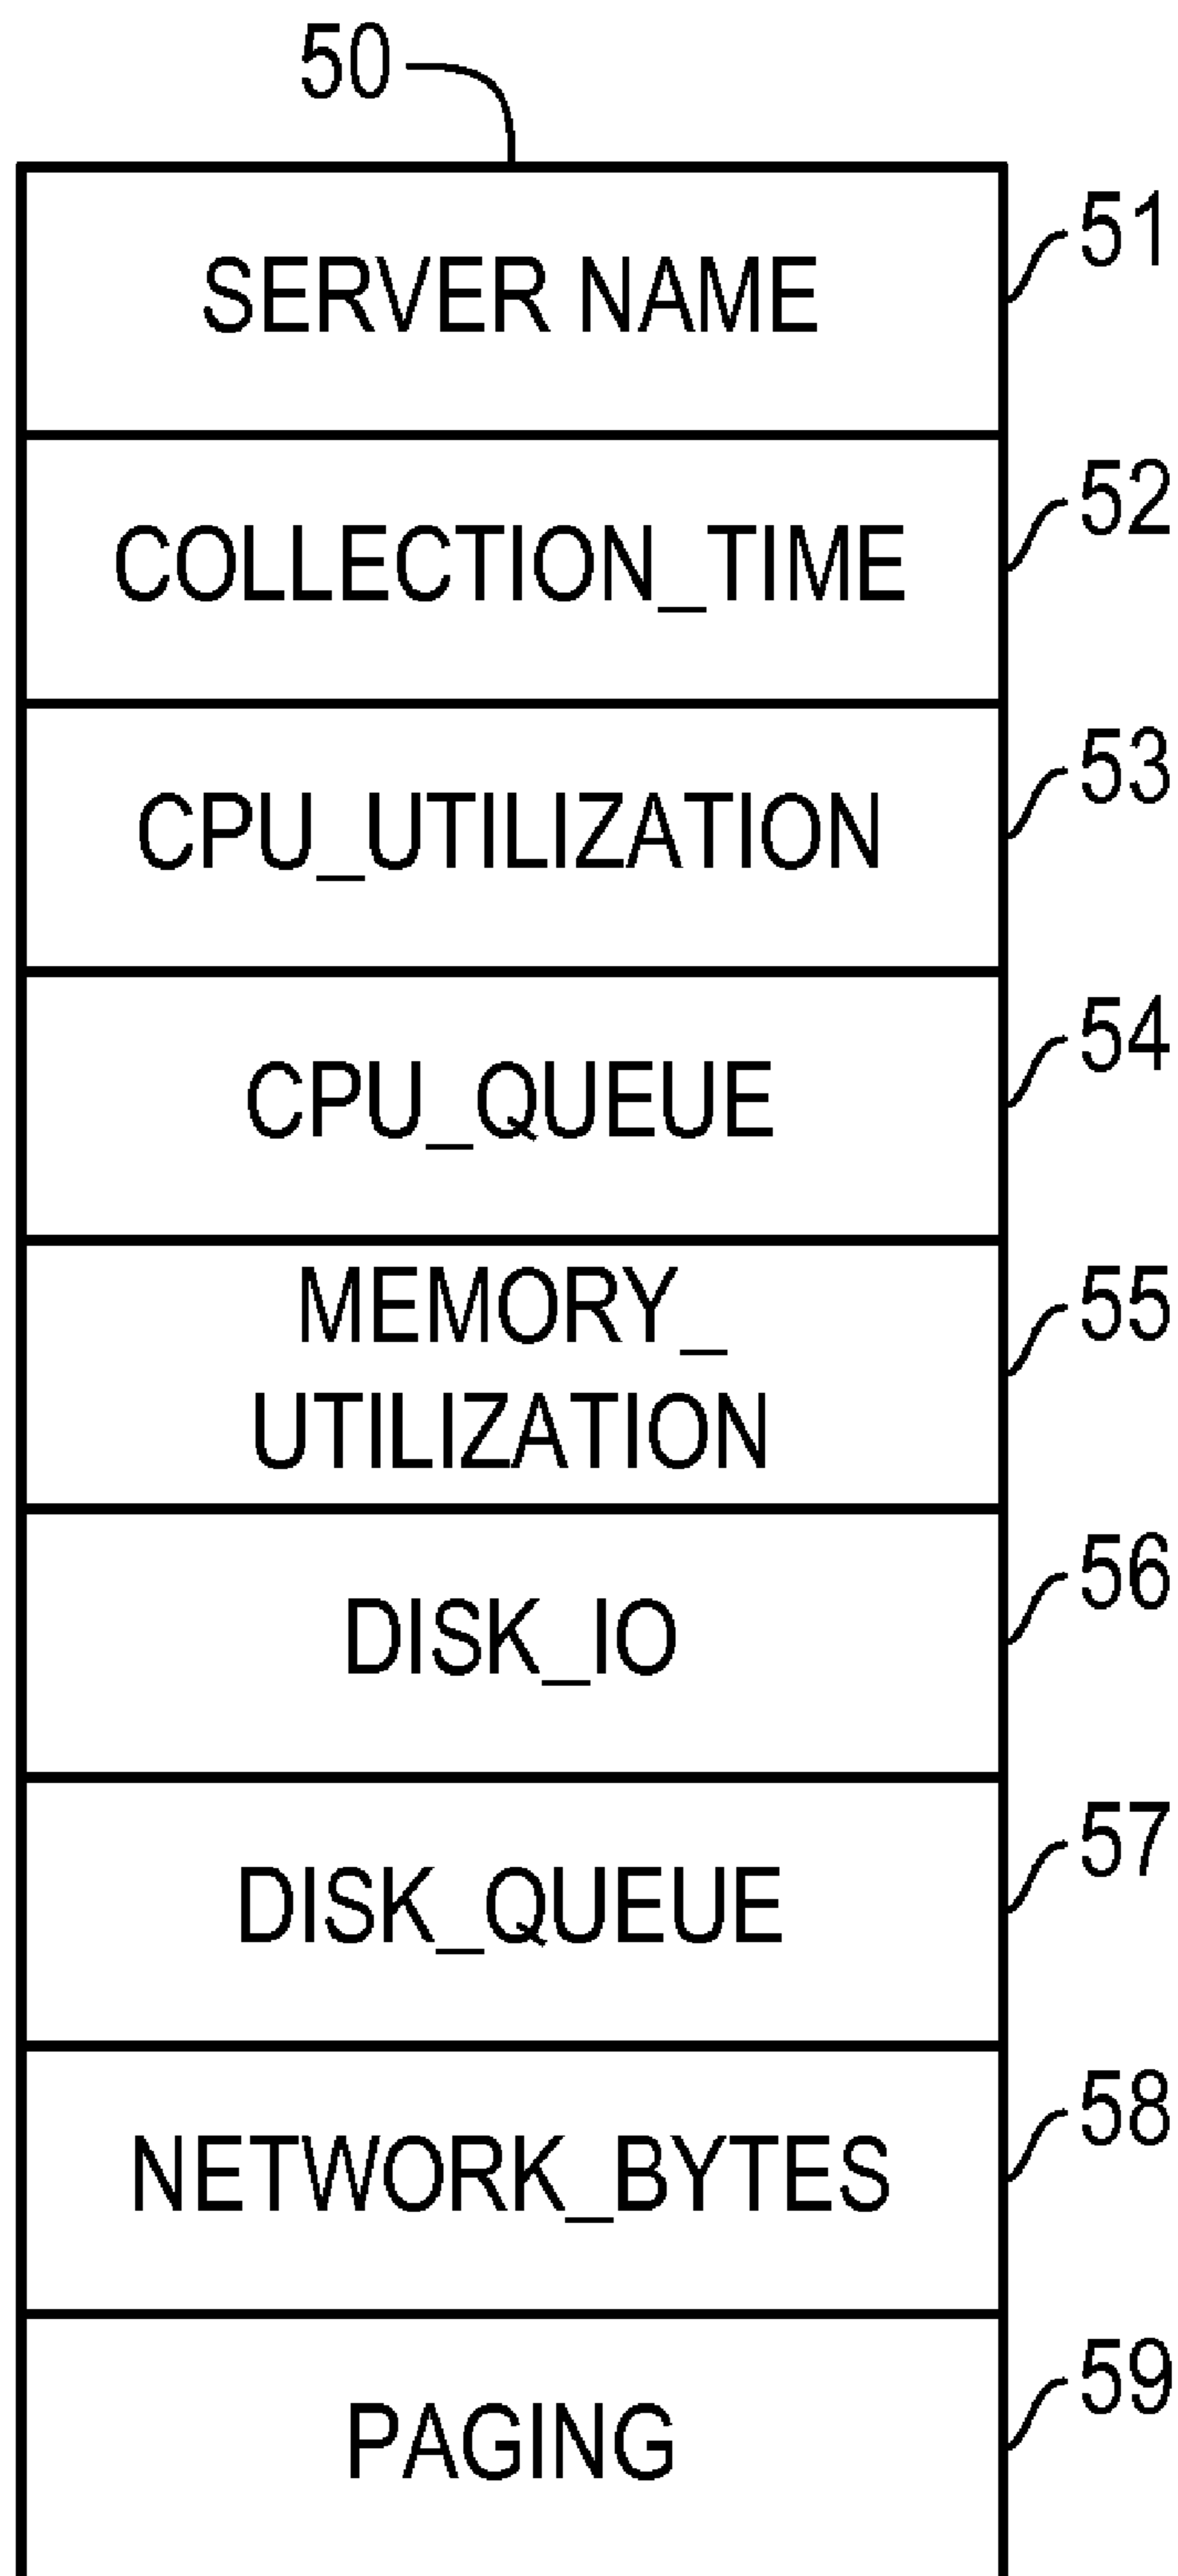 50
SERVER NAME 51
COLLECTION_TIME 52
CPU_UTILIZATION 53
CPU_QUEUE 54
MEMORY_
UTILIZATION 55
DISK_IO 56
DISK_QUEUE 57
NETWORK_BYTES 58
PAGING 59